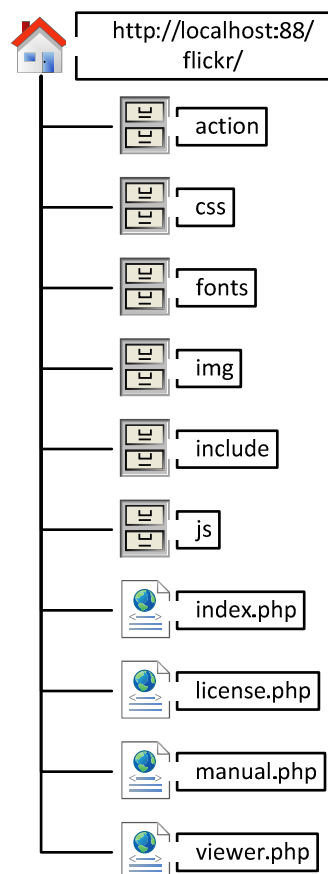 http://localhost:88/
flickr/
action
css
fonts
img
include
js
index.php
license.php
manual.php
viewer.php